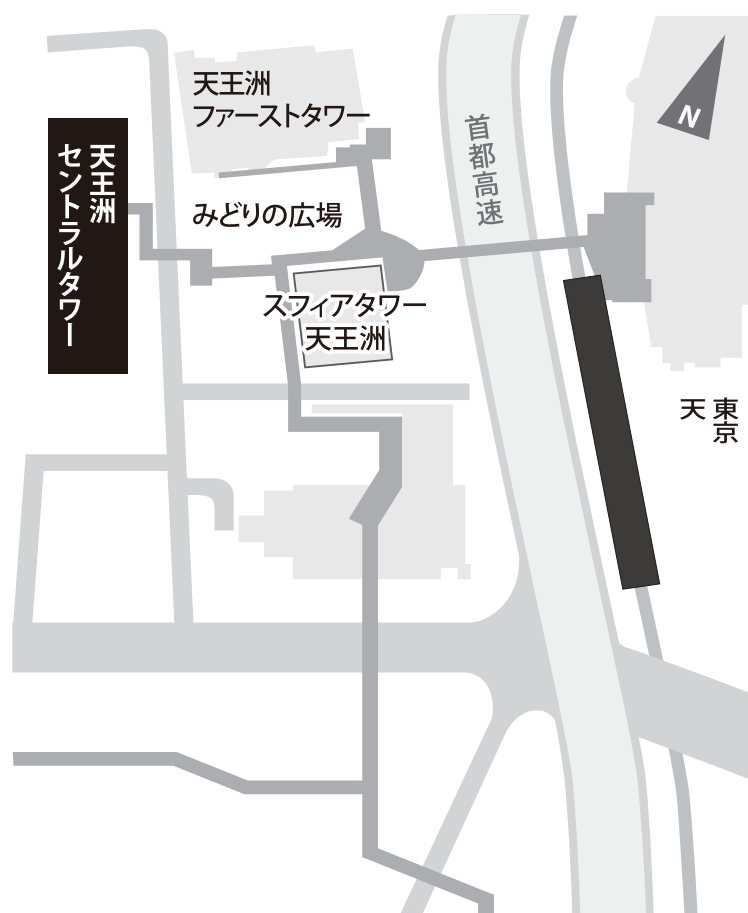 天王洲
ファーストタワー
天王洲
セントラルタワー
みどりの広場
スフィアタワー
天王洲
首都高速
N
東京
天